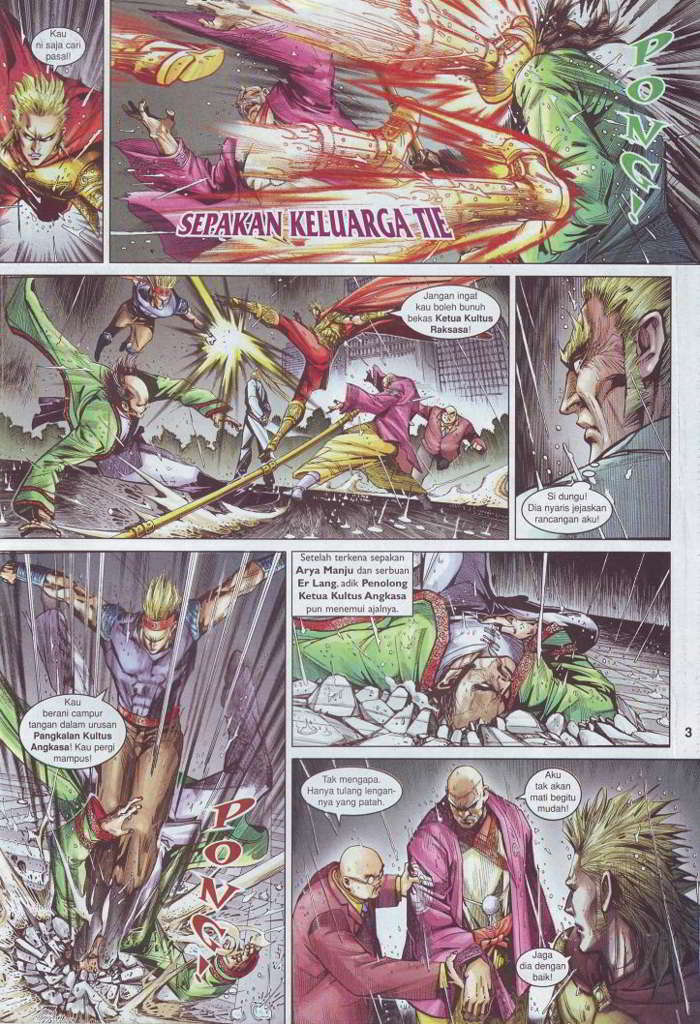 Kau
ni saja cari
pasal!
SEPAKAN KELUARGA TIE
PONG!
Jangan ingat
kau boleh bunuh
bekas Ketua Kultus
Raksasa!
Si dungu!
Dia nyaris jejaskan
rancangan aku!
Kau
berani campur
tangan dalam urusan
Pangkalan Kultus
Angkasa! Kau pergi
mampus!
PONG!
Setelah terkena sepakan
Arya Manju dan serbuan
Er Lang, adik Penolong
Ketua Kultus Angkasa
pun menemui ajalnya.
3
Tak mengapa.
Hanya tulang lengan-
nya yang patah.
Aku
tak akan
mati begitu
mudah!
Jaga
dia dengan
baik!